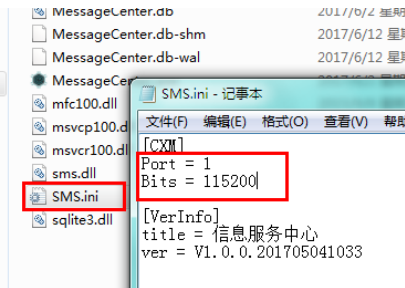 MessageCenter.db
2017/6/2 星期
MessageCenter.db-shm
2017/6/12 星
MessageCenter.db-wal
2017/6/12 星
MessageCe
mfc100.dll
msvcp100.d
msvcr100.dl
sms.dll
SMS.ini
sqlite3.dll
SMS.ini - 记事本
文件(F) 编辑(E) 格式(O) 查看(V) 帮助
[CXM]
Port = 1
Bits = 115200
[VerInfo]
title = 信息服务中心
ver = V1.0.0.201705041033